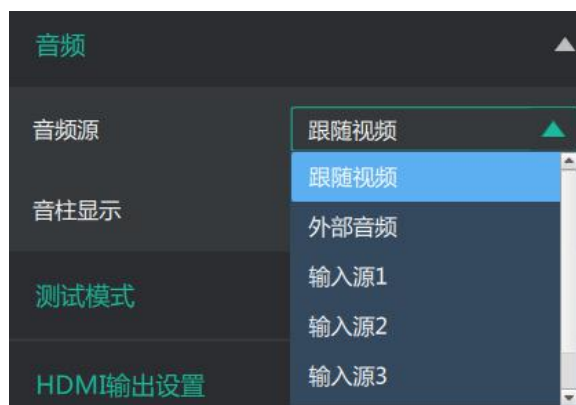 音频
音频源
跟随视频
跟随视频
音柱显示
外部音频
测试模式
输入源1
输入源2
HDMI输出设置
输入源3